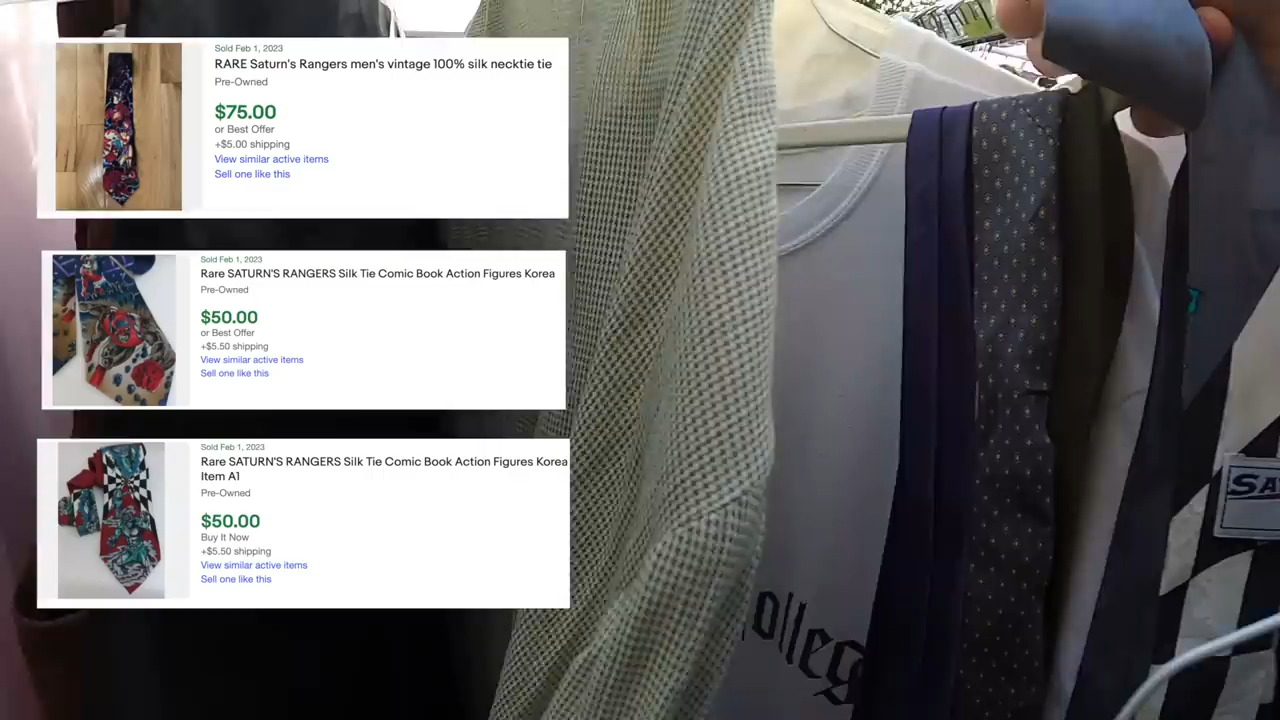 Sold Feb 1, 2023
RARE Saturn's Rangers men's vintage 100% silk necktie tie
Pre-Owned
$75.00
or Best Offer
+$5.00 shipping
View similar active items
Sell one like this
Sold Feb 1, 2023
Rare SATURN'S RANGERS Silk Tie Comic Book Action Figures Korea
Pre-Owned
$50.00
or Best Offer
+$5.50 shipping
View similar active items
Sell one like this
Sold Feb 1, 2023
Rare SATURN'S RANGERS Silk Tie Comic Book Action Figures Korea
Item A1
Pre-Owned
$50.00
Buy It Now
+$5.50 shipping
View similar active items
Sell one like this
olleg
SA